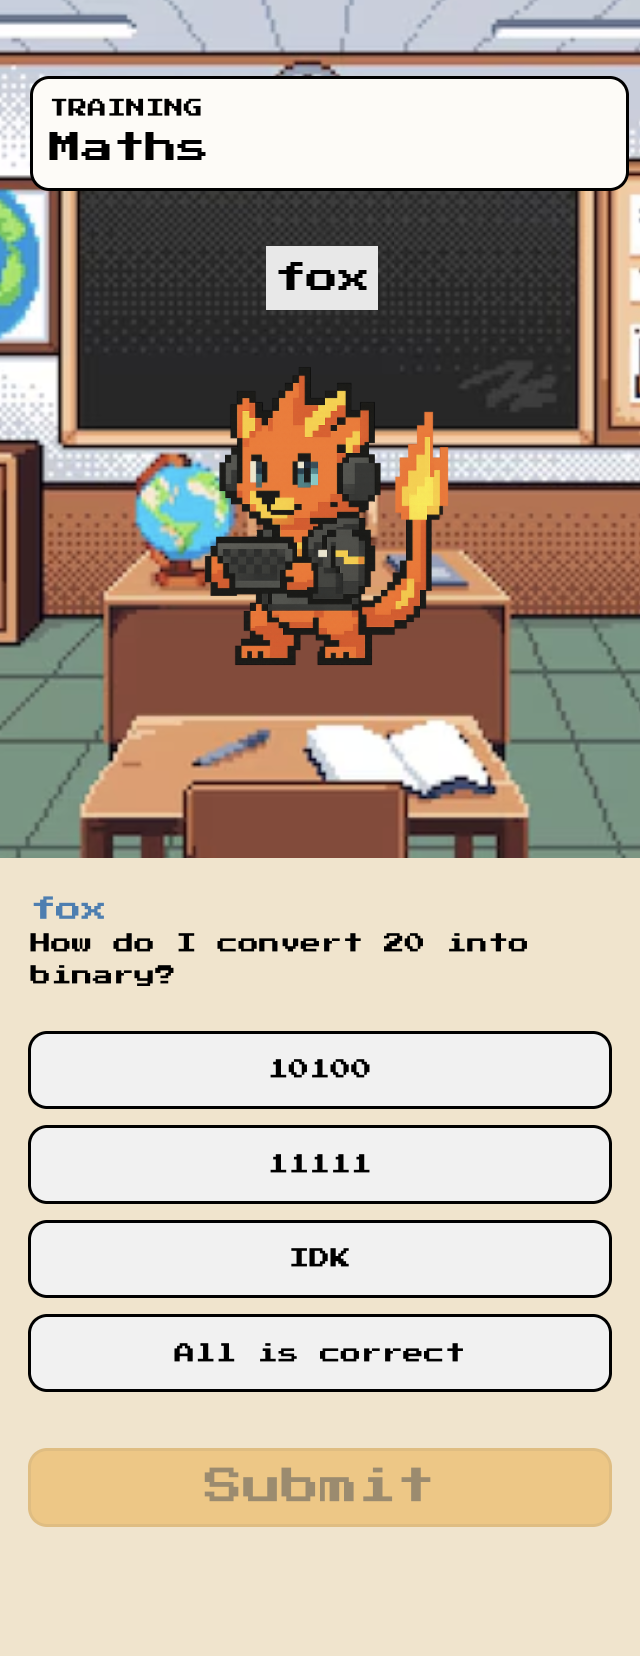 TRAINING
Maths
fox
fox
How do I convert 20 into
binary?
10100
11111
IDK
All is correct
Submit